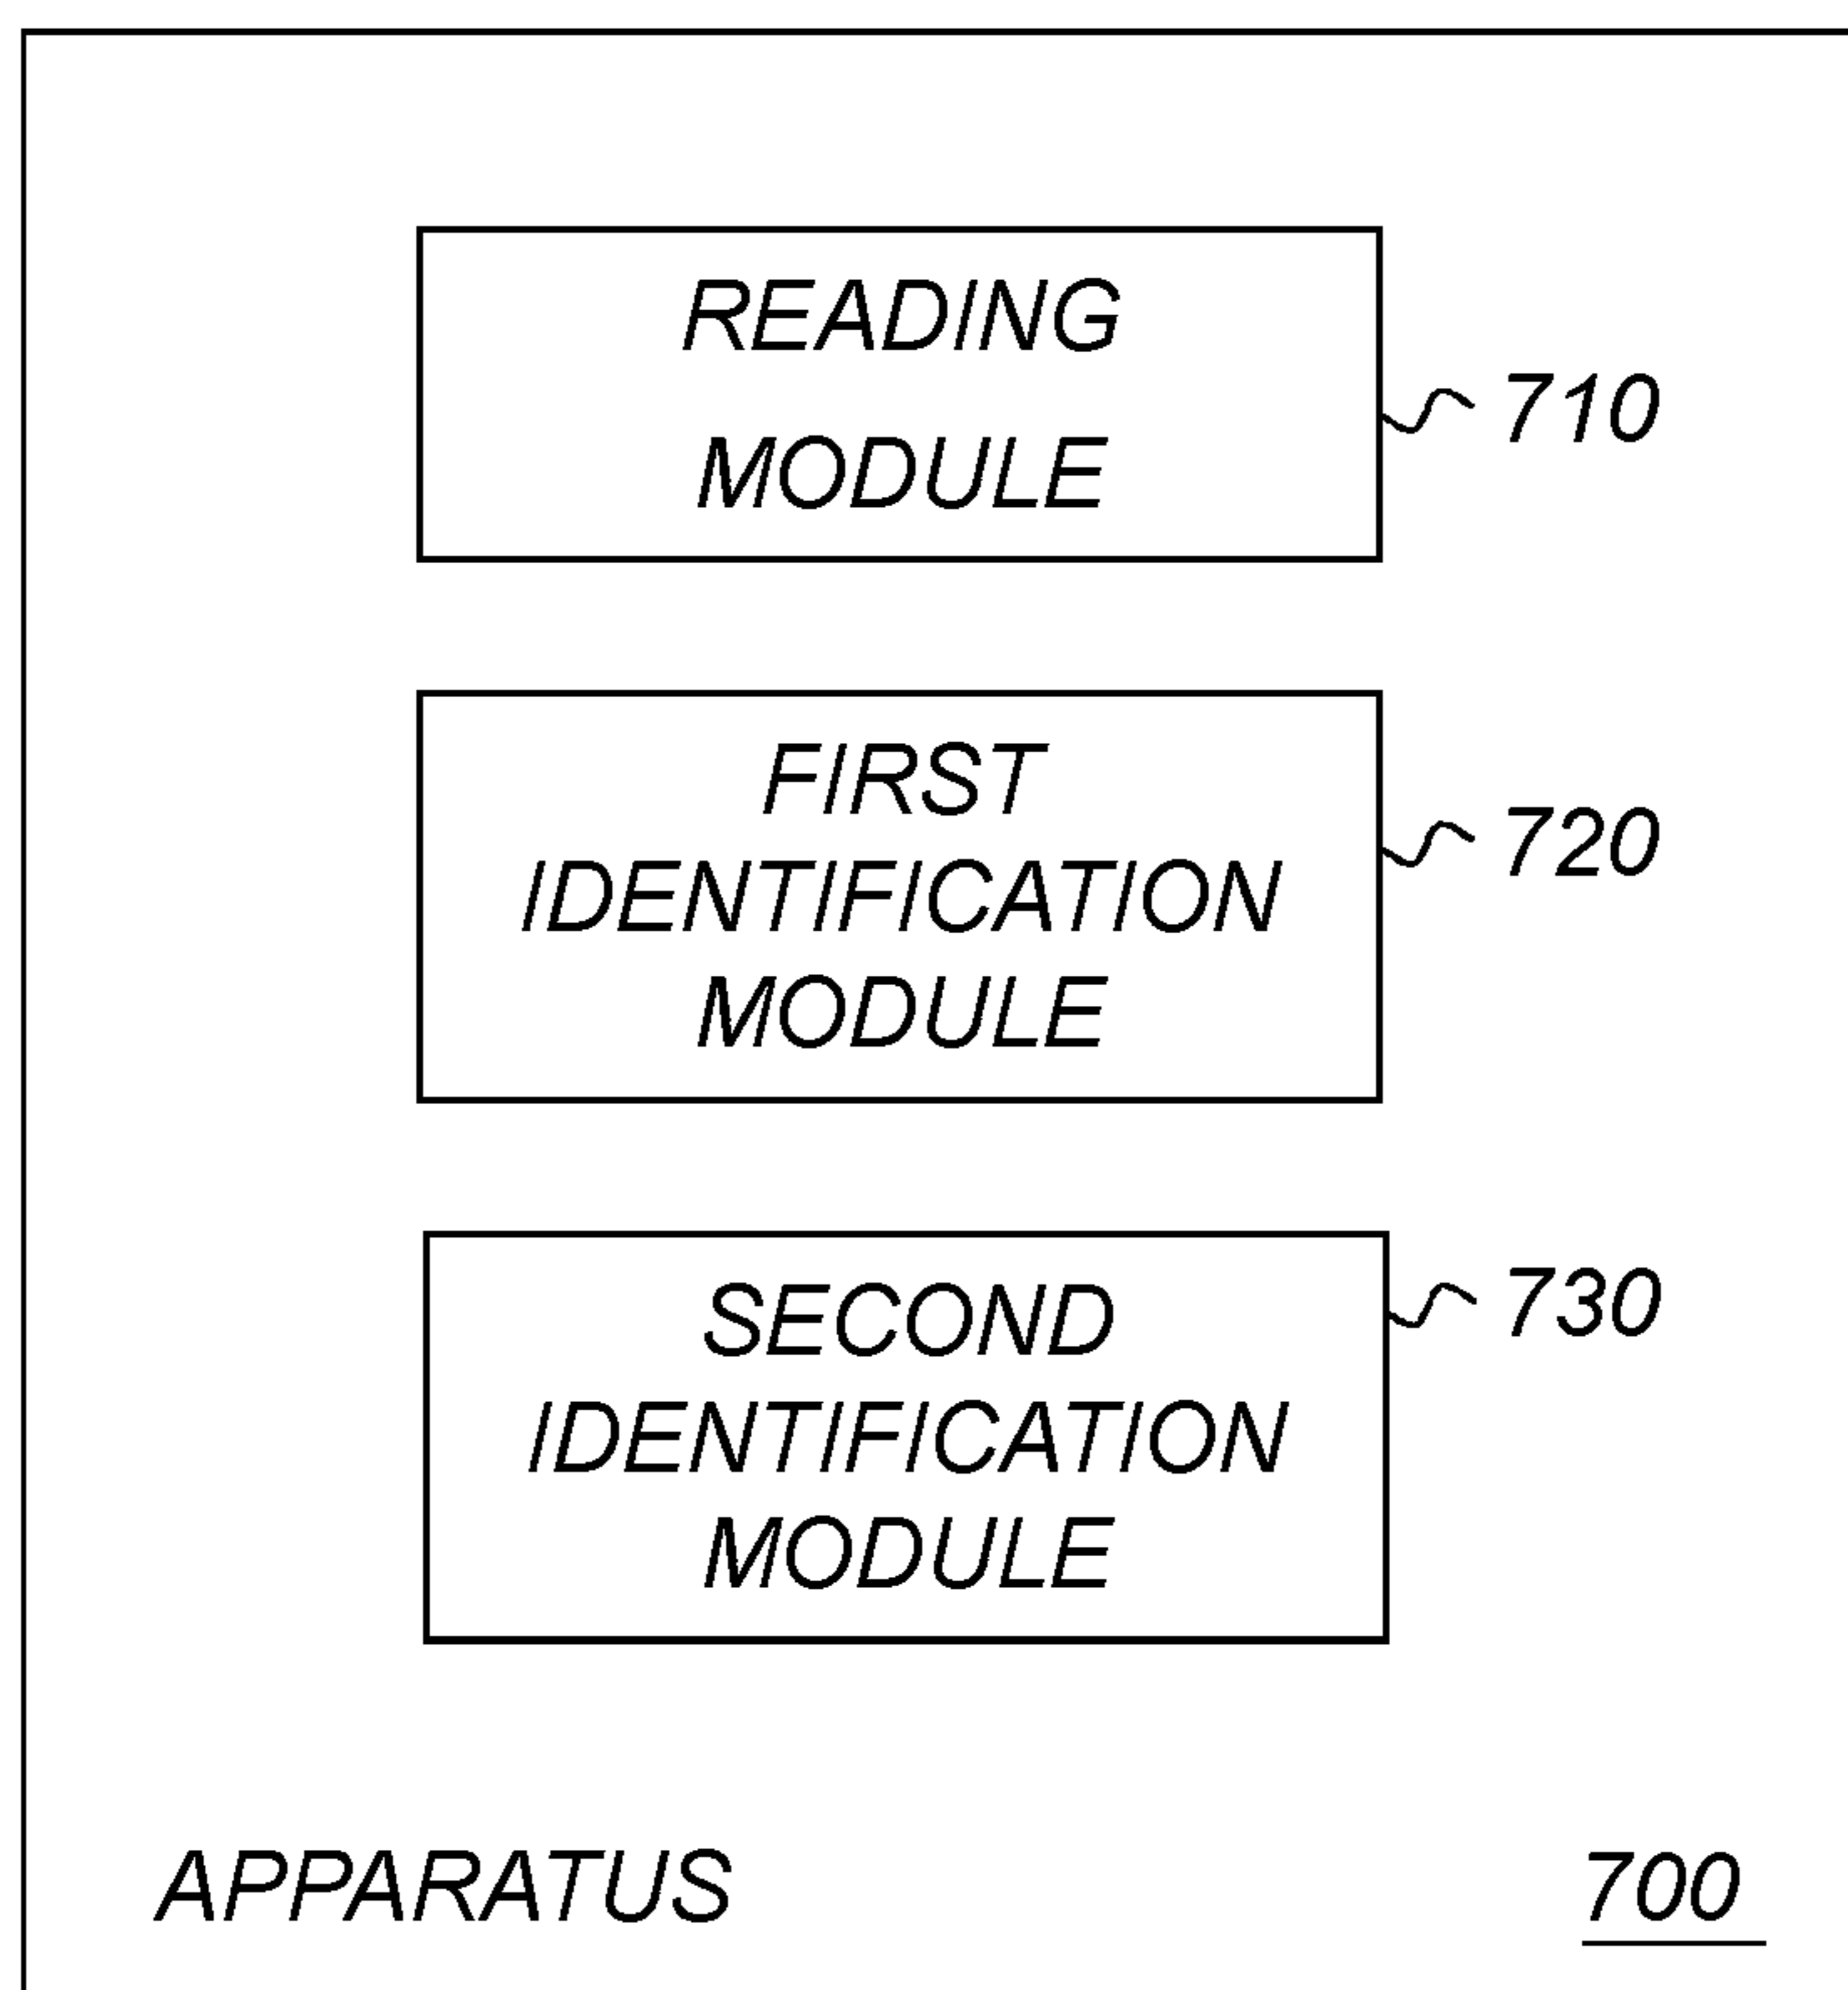 READING
MODULE
710
FIRST
IDENTIFICATION
MODULE
720
SECOND
IDENTIFICATION
MODULE
730
APPARATUS
700